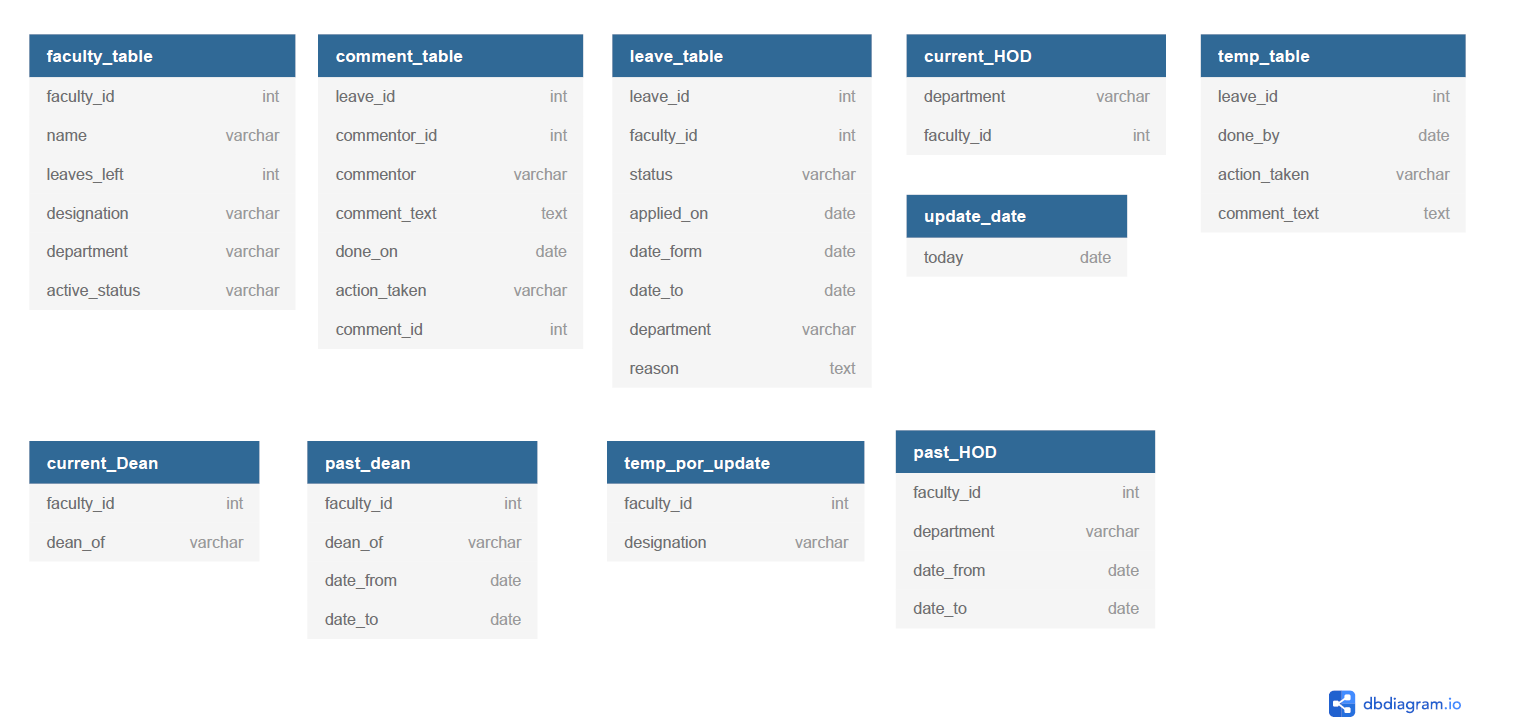 faculty_table
faculty_id int
name varchar
leaves_left int
designation varchar
department varchar
active_status varchar
comment_table
leave_id int
commentor_id int
commentor varchar
comment_text text
done_on date
action_taken varchar
comment_id int
leave_table
leave_id int
faculty_id int
status varchar
applied_on date
date_form date
date_to date
department varchar
reason text
current_HOD
department varchar
faculty_id int
update_date
today date
temp_table
leave_id int
done_by date
action_taken varchar
comment_text text
current_Dean
faculty_id int
dean_of varchar
past_dean
faculty_id int
dean_of varchar
date_from date
date_to date
temp_por_update
faculty_id int
designation varchar
past_HOD
faculty_id int
department varchar
date_from date
date_to date
dbdiagram.io